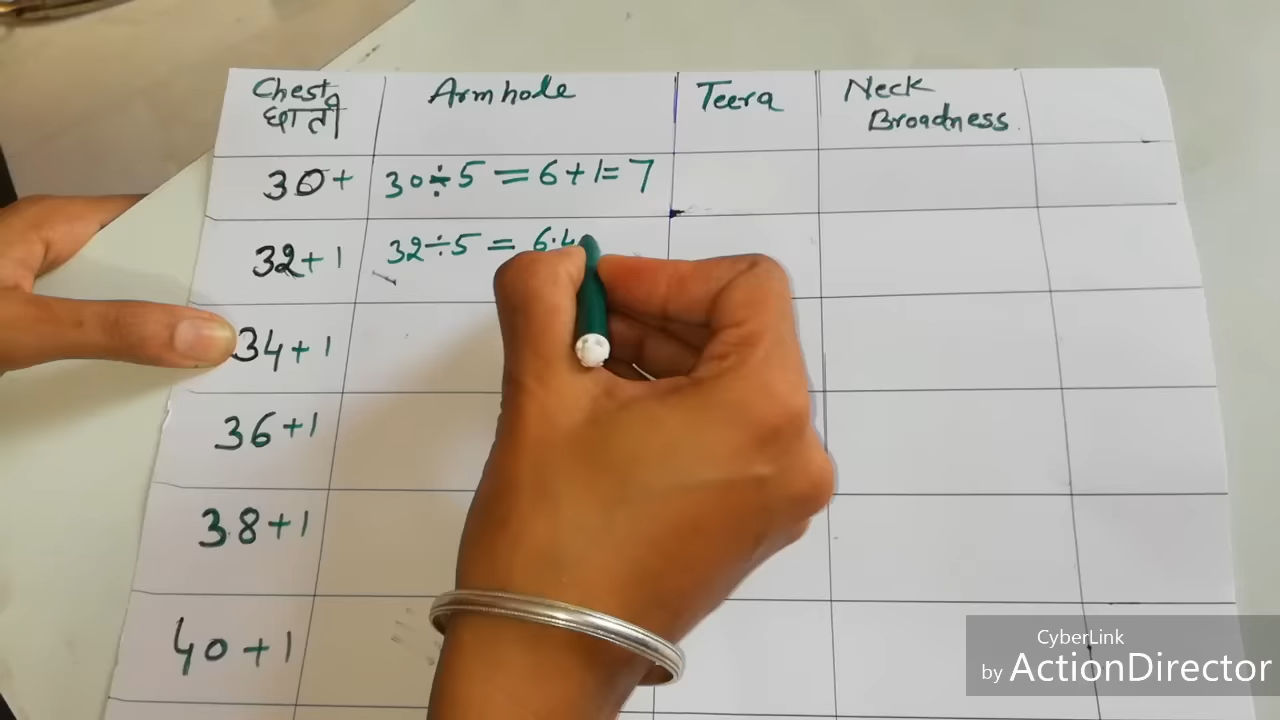 Chest Armhole Teera Neck
छाती Broadness
30+ 30÷5 = 6+1= 7
32+1 32÷5 = 6.4
34+1
36+1
38+1
40+1
CyberLink
by ActionDirector